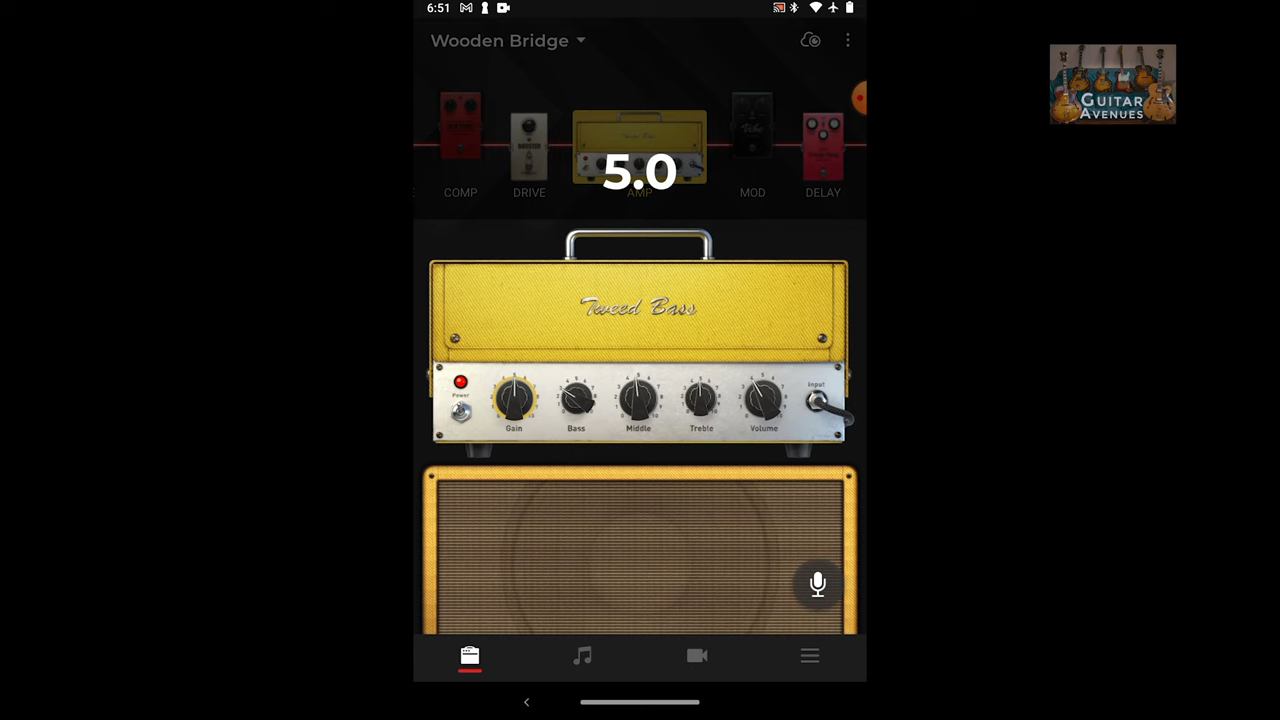 6:51
Wooden Bridge
GUITAR
AVENUES
5.0
COMP
DRIVE
AMP
MOD
DELAY
Tweed Bass
Power
Gain
Bass
Middle
Treble
Volume
Input